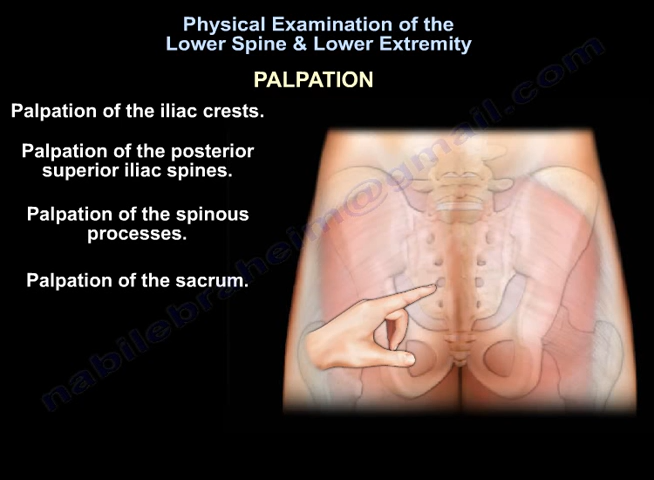 Physical Examination of the
Lower Spine & Lower Extremity
PALPATION
Palpation of the iliac crests.
Palpation of the posterior
superior iliac spines.
Palpation of the spinous
processes.
Palpation of the sacrum.
nabilebraheim@gmail.com